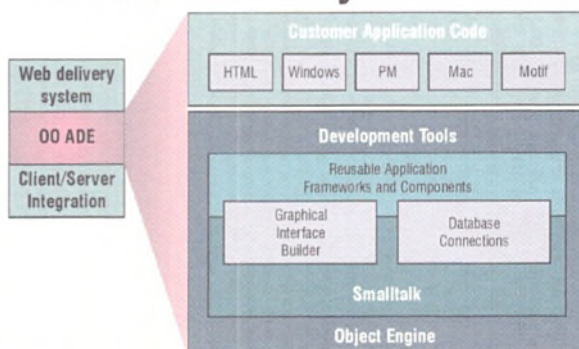 Customer Application Code
HTML
Windows
PM
Mac
Motif
Web delivery
system
OO ADE
Client/Server
Integration
Development Tools
Reusable Application
Frameworks and Components
Graphical
Interface
Builder
Database
Connections
Smalltalk
Object Engine